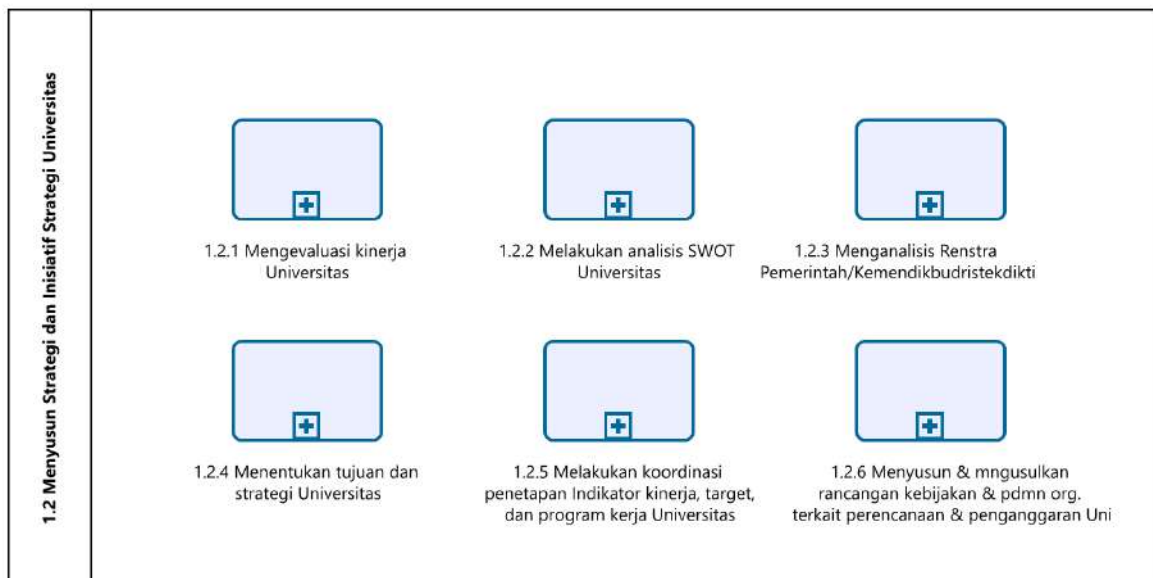 1.2 Menyusun Strategi dan Inisiatif Strategi Universitas
1.2.1 Mengevaluasi kinerja
Universitas
1.2.2 Melakukan analisis SWOT
Universitas
1.2.3 Menganalisis Renstra
Pemerintah/Kemendikbudristekdikti
1.2.4 Menentukan tujuan dan
strategi Universitas
1.2.5 Melakukan koordinasi
penetapan Indikator kinerja, target,
dan program kerja Universitas
1.2.6 Menyusun & mngusulkan
rancangan kebijakan & pdmn org.
terkait perencanaan & penganggaran Uni